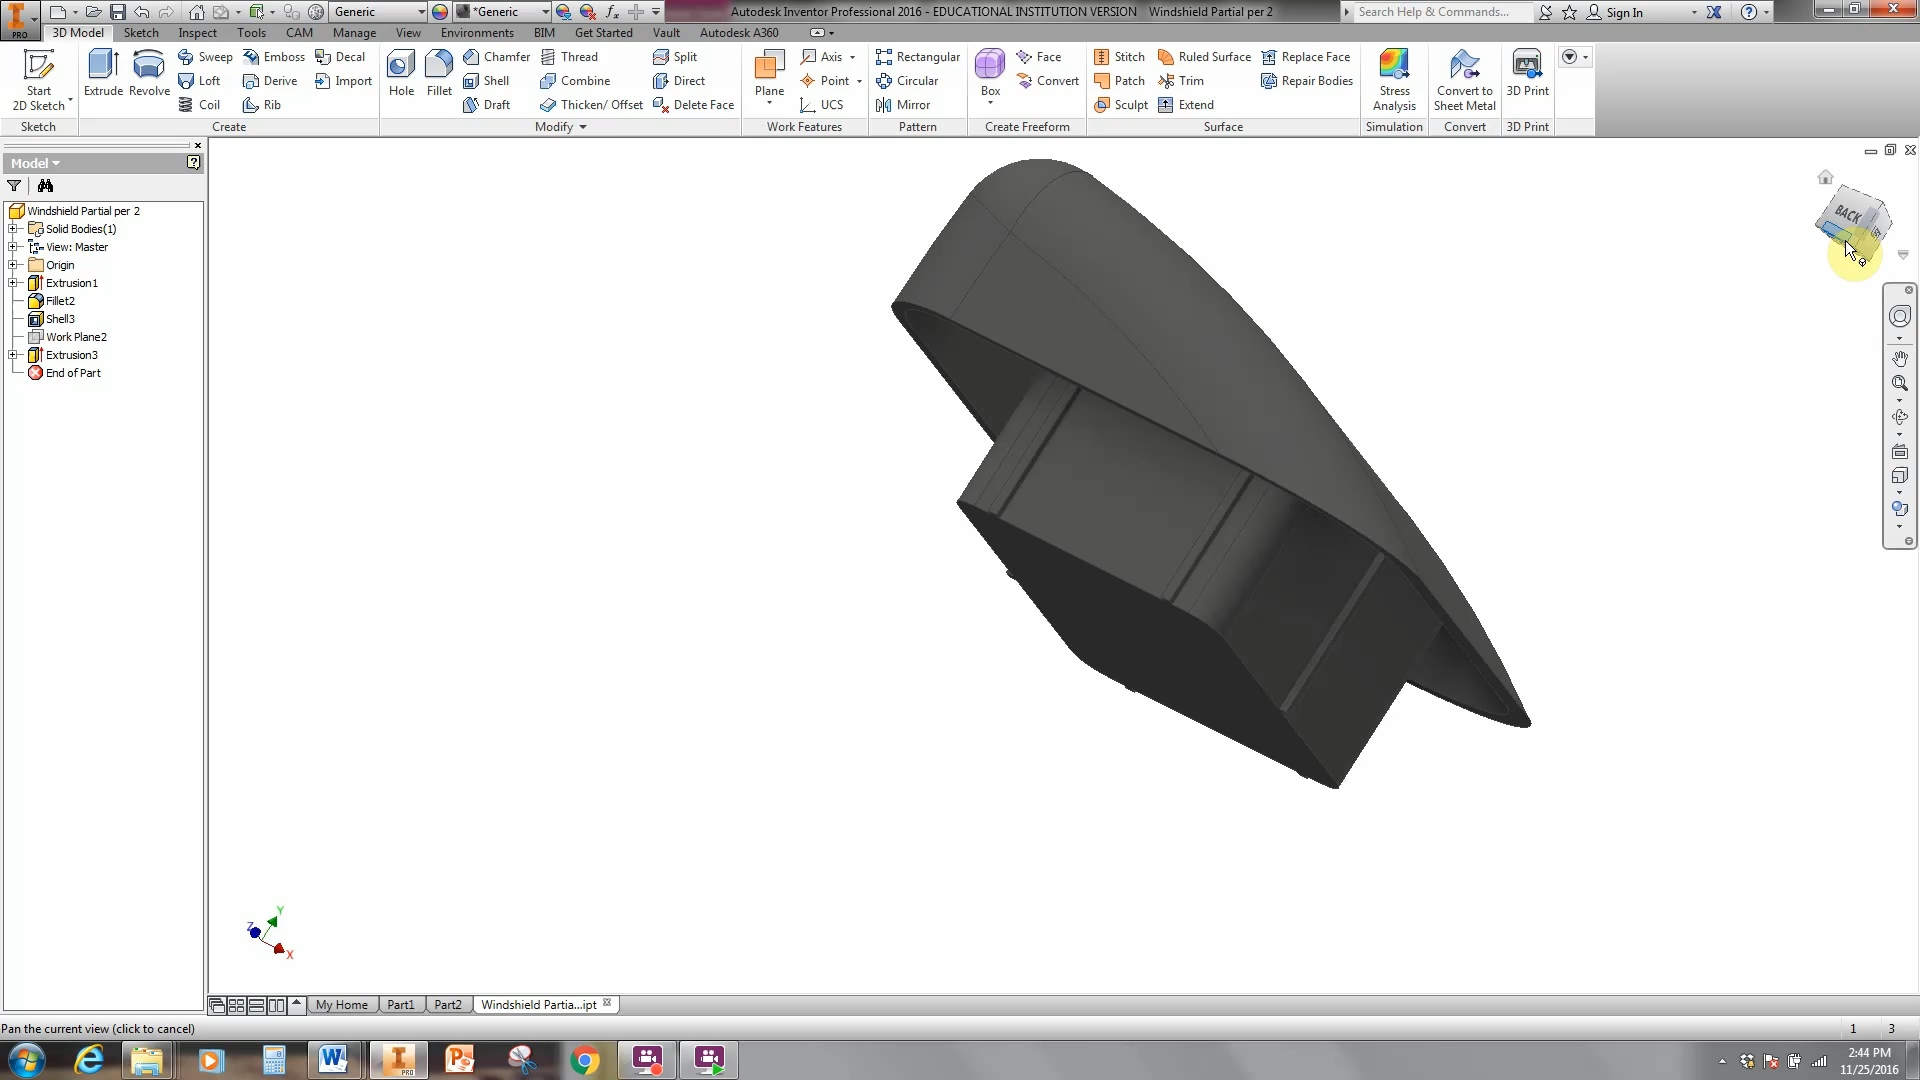 Generic
*Generic
Autodesk Inventor Professional 2016 - EDUCATIONAL INSTITUTION VERSION Windshield Partial per 2
Search Help & Commands...
Sign In
PRO
3D Model Sketch Inspect Tools CAM Manage View Environments BIM Get Started Vault Autodesk A360
Start
2D Sketch
Sketch
Extrude
Revolve
Sweep
Loft
Coil
Emboss
Derive
Rib
Decal
Import
Create
Hole
Fillet
Chamfer
Shell
Draft
Thread
Combine
Thicken/ Offset
Split
Direct
Delete Face
Modify
Plane
Axis
Point
UCS
Work Features
Rectangular
Circular
Mirror
Pattern
Box
Face
Convert
Create Freeform
Stitch
Patch
Sculpt
Ruled Surface
Trim
Extend
Replace Face
Repair Bodies
Surface
Stress
Analysis
Simulation
Convert to
Sheet Metal
Convert
3D Print
3D Print
Model
Windshield Partial per 2
Solid Bodies(1)
View: Master
Origin
Extrusion1
Fillet2
Shell3
Work Plane2
Extrusion3
End of Part
BACK
Y
Z
X
My Home
Part1
Part2
Windshield Partia...ipt
Pan the current view (click to cancel)
1 3
2:44 PM
11/25/2016